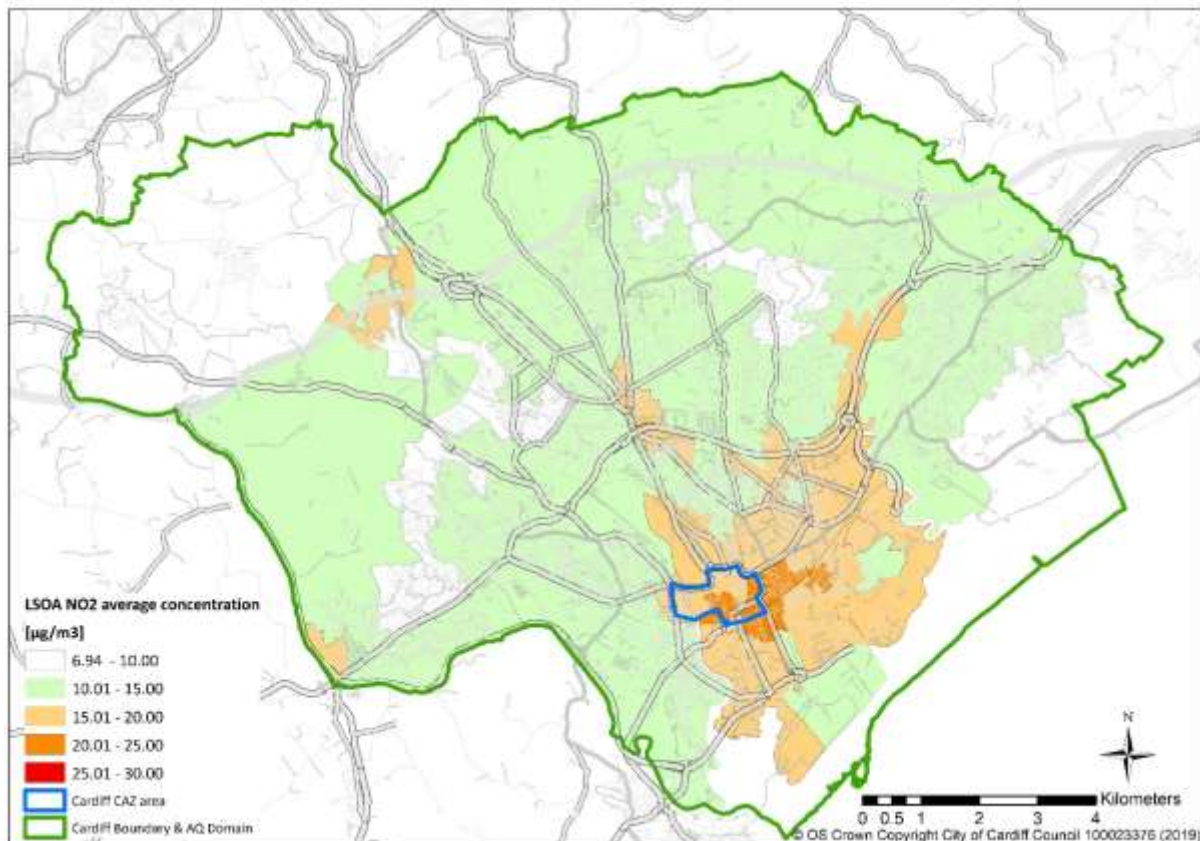 LSOA NO2 average concentration
[µg/m3]
6.94 - 10.00
10.01 - 15.00
15.01 - 20.00
20.01 - 25.00
25.01 - 30.00
Cardiff CAZ area
Cardiff Boundary & AQ Domain
N
Kilometers
0 0.5 1 2 3 4
© OS Crown Copyright City of Cardiff Council 100023376 (2019)